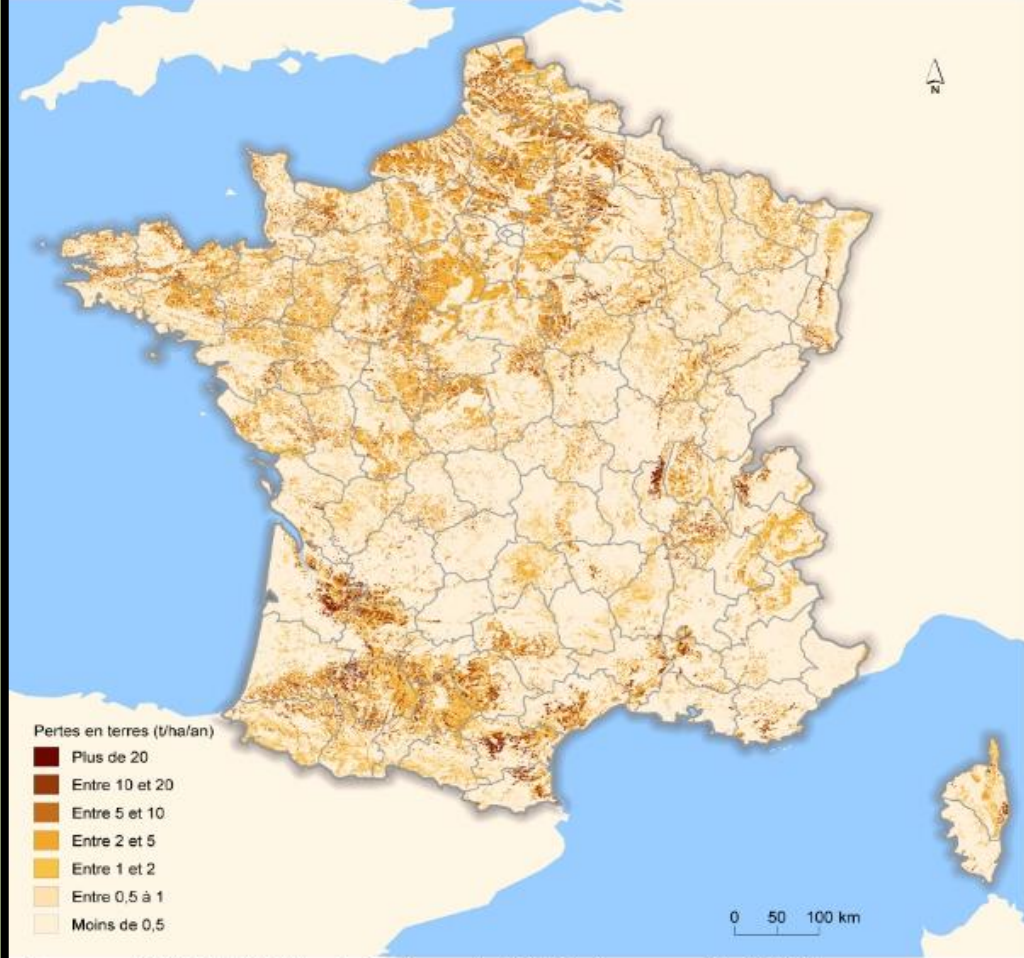 N
Pertes en terres (t/ha/an)
Plus de 20
Entre 10 et 20
Entre 5 et 10
Entre 2 et 5
Entre 1 et 2
Entre 0,5 à 1
Moins de 0,5
0 50 100 km